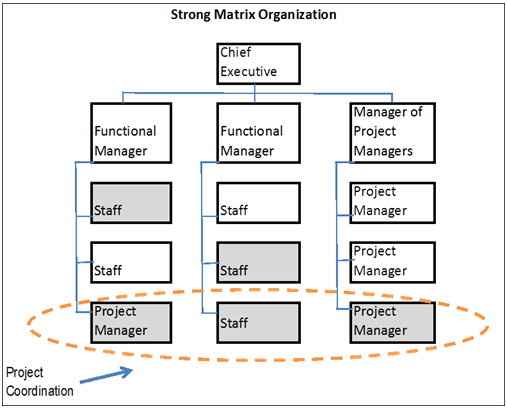 Strong Matrix Organization
Chief
Executive
Functional
Manager
Functional
Manager
Manager of
Project
Managers
Staff
Staff
Project
Manager
Staff
Staff
Project
Manager
Project
Manager
Staff
Project
Manager
Project
Coordination